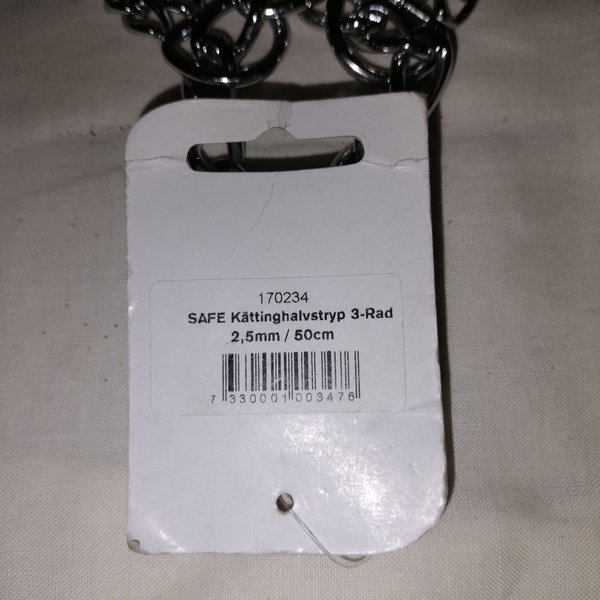 170234
SAFE Kättinghalvstryp 3-Rad
2,5mm / 50cm
7 330001 003476